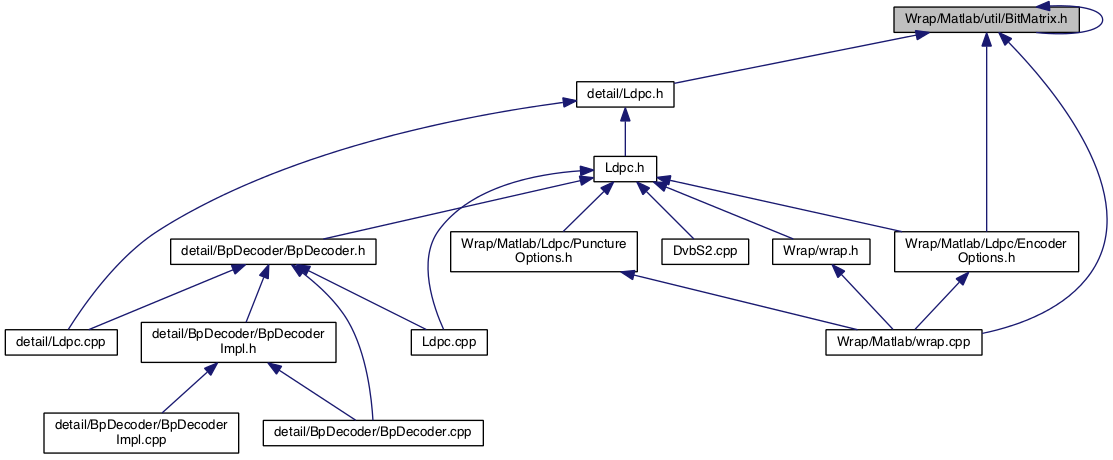 Wrap/Matlab/util/BitMatrix.h
detail/Ldpc.h
Ldpc.h
detail/BpDecoder/BpDecoder.h
Wrap/Matlab/Ldpc/Puncture
Options.h
DvbS2.cpp
Wrap/wrap.h
Wrap/Matlab/Ldpc/Encoder
Options.h
detail/Ldpc.cpp
detail/BpDecoder/BpDecoder
Impl.h
Ldpc.cpp
Wrap/Matlab/wrap.cpp
detail/BpDecoder/BpDecoder
Impl.cpp
detail/BpDecoder/BpDecoder.cpp